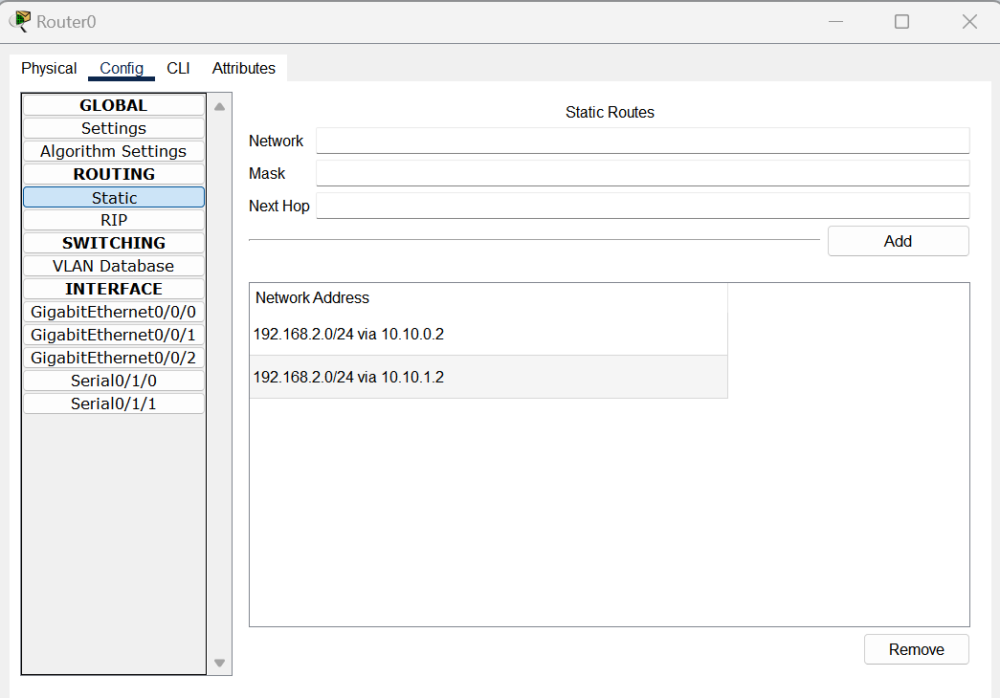 Router0
Physical Config CLI Attributes
GLOBAL
Settings
Algorithm Settings
ROUTING
Static
RIP
SWITCHING
VLAN Database
INTERFACE
GigabitEthernet0/0/0
GigabitEthernet0/0/1
GigabitEthernet0/0/2
Serial0/1/0
Serial0/1/1
Static Routes
Network
Mask
Next Hop
Add
Network Address
192.168.2.0/24 via 10.10.0.2
192.168.2.0/24 via 10.10.1.2
Remove